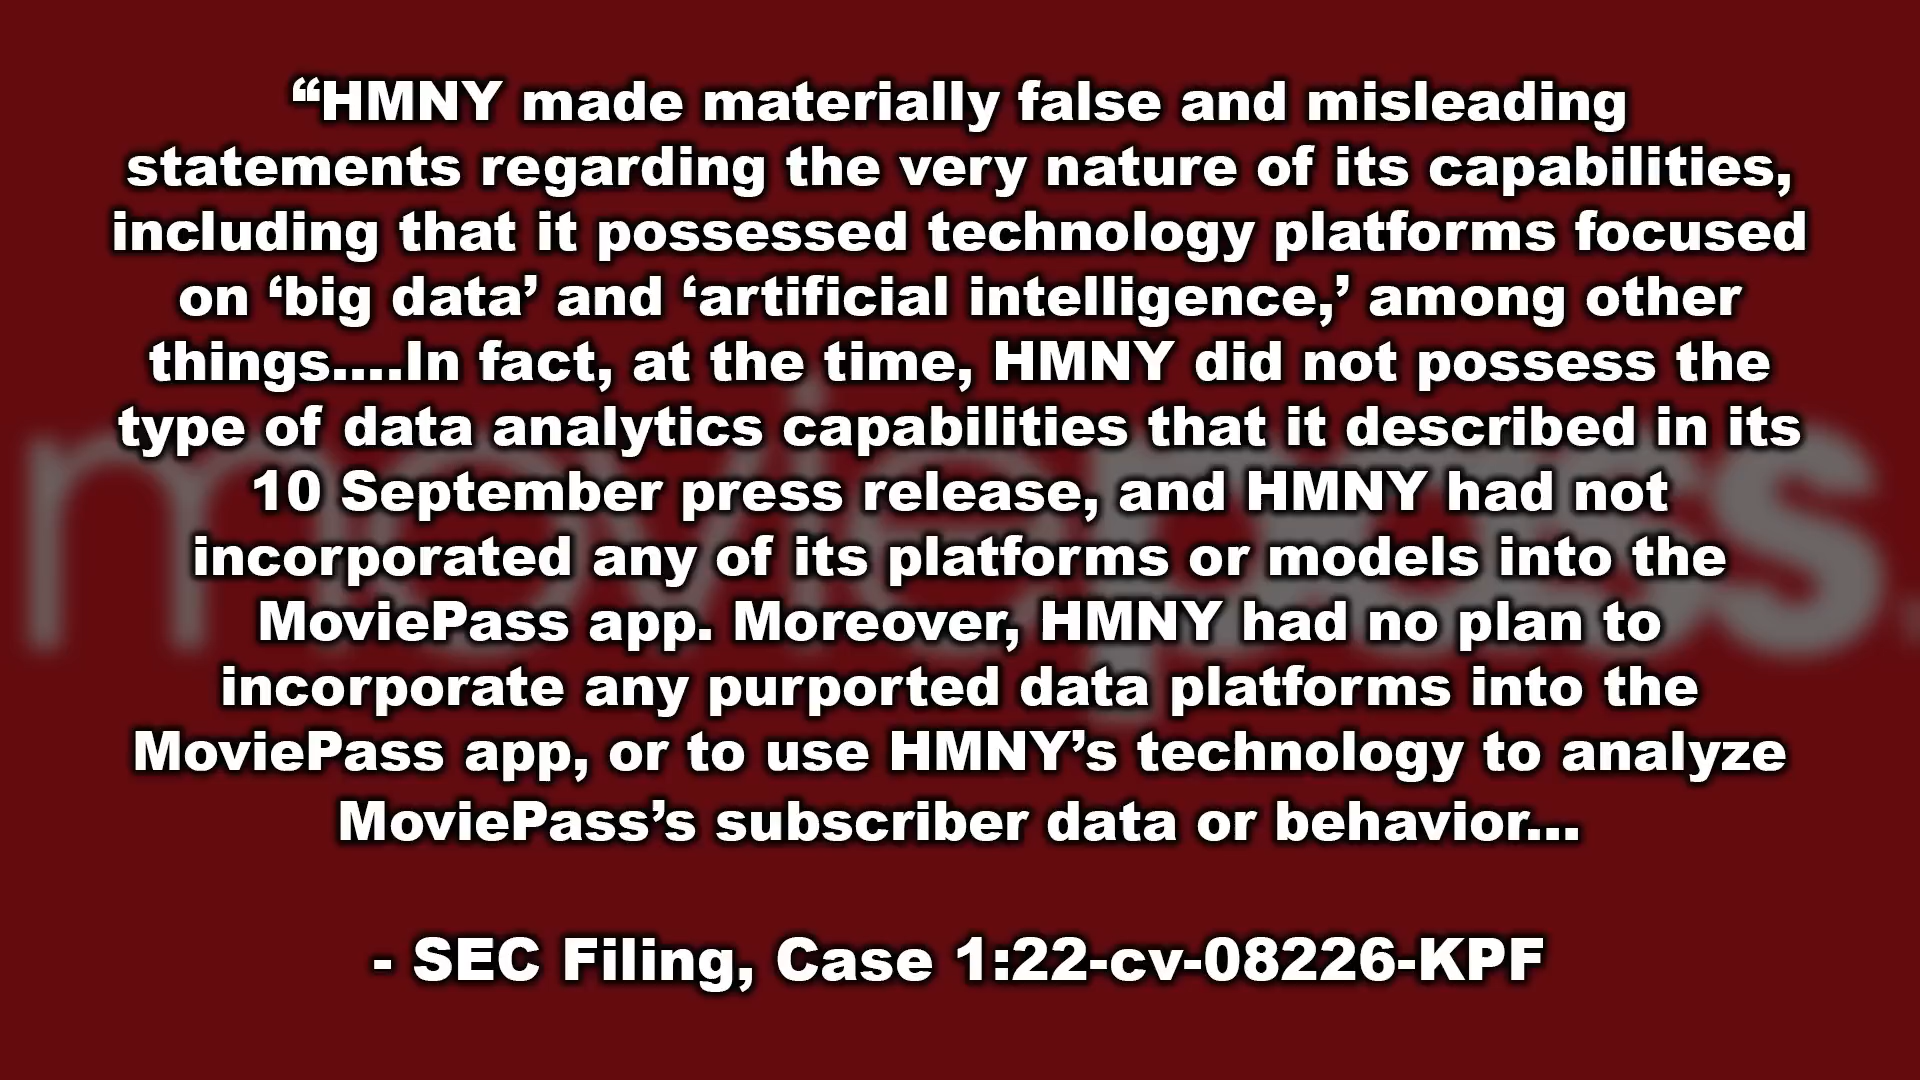 “HMNY made materially false and misleading
statements regarding the very nature of its capabilities,
including that it possessed technology platforms focused
on ‘big data’ and ‘artificial intelligence,’ among other
things....In fact, at the time, HMNY did not possess the
type of data analytics capabilities that it described in its
10 September press release, and HMNY had not
incorporated any of its platforms or models into the
MoviePass app. Moreover, HMNY had no plan to
incorporate any purported data platforms into the
MoviePass app, or to use HMNY’s technology to analyze
MoviePass’s subscriber data or behavior...
- SEC Filing, Case 1:22-cv-08226-KPF
moviepass.